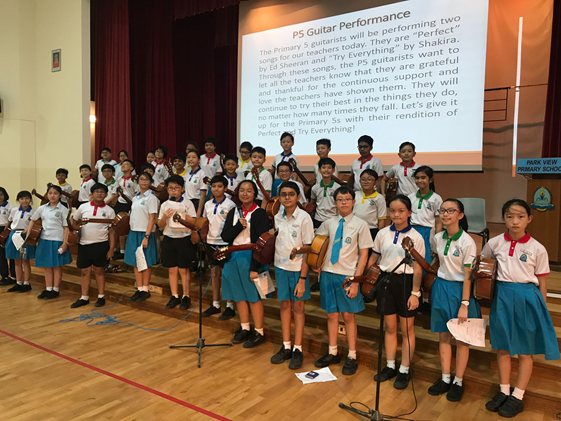 P5 Guitar Performance
The Primary 5 guitarists will be performing two
songs for our teachers today. They are "Perfect"
by Ed Sheeran and "Try Everything" by Shakira.
Through these songs, the P5 guitarists want to
let all the teachers know that they are grateful
and thankful for the continuous support and
love the teachers have shown them. They will
continue to try their best in the things they do,
no matter how many times they fall. Let's give it
up for the Primary 5s with their rendition of
Perfect and Try Everything!
PARK VIEW
PRIMARY SCHOOL